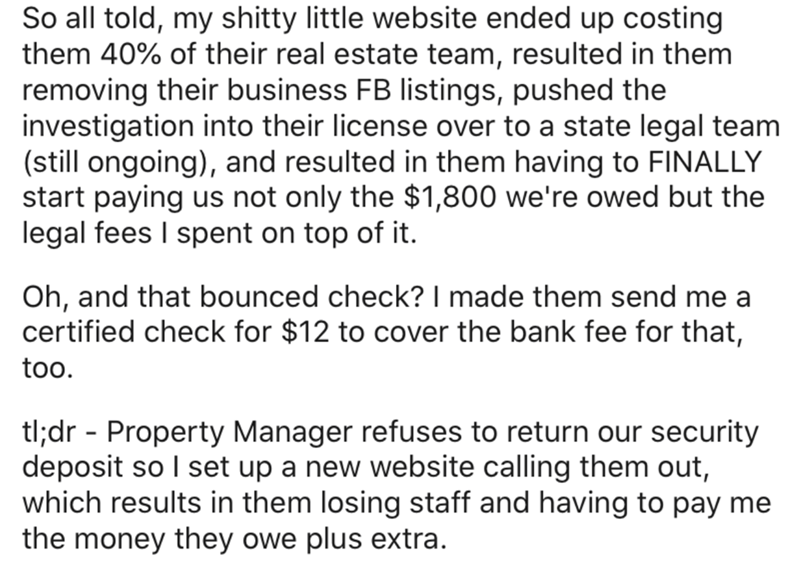 So all told, my shitty little website ended up costing
them 40% of their real estate team, resulted in them
removing their business FB listings, pushed the
investigation into their license over to a state legal team
(still ongoing), and resulted in them having to FINALLY
start paying us not only the $1,800 we're owed but the
legal fees I spent on top of it.
Oh, and that bounced check? I made them send me a
certified check for $12 to cover the bank fee for that,
too.
tl;dr - Property Manager refuses to return our security
deposit so I set up a new website calling them out,
which results in them losing staff and having to pay me
the money they owe plus extra.